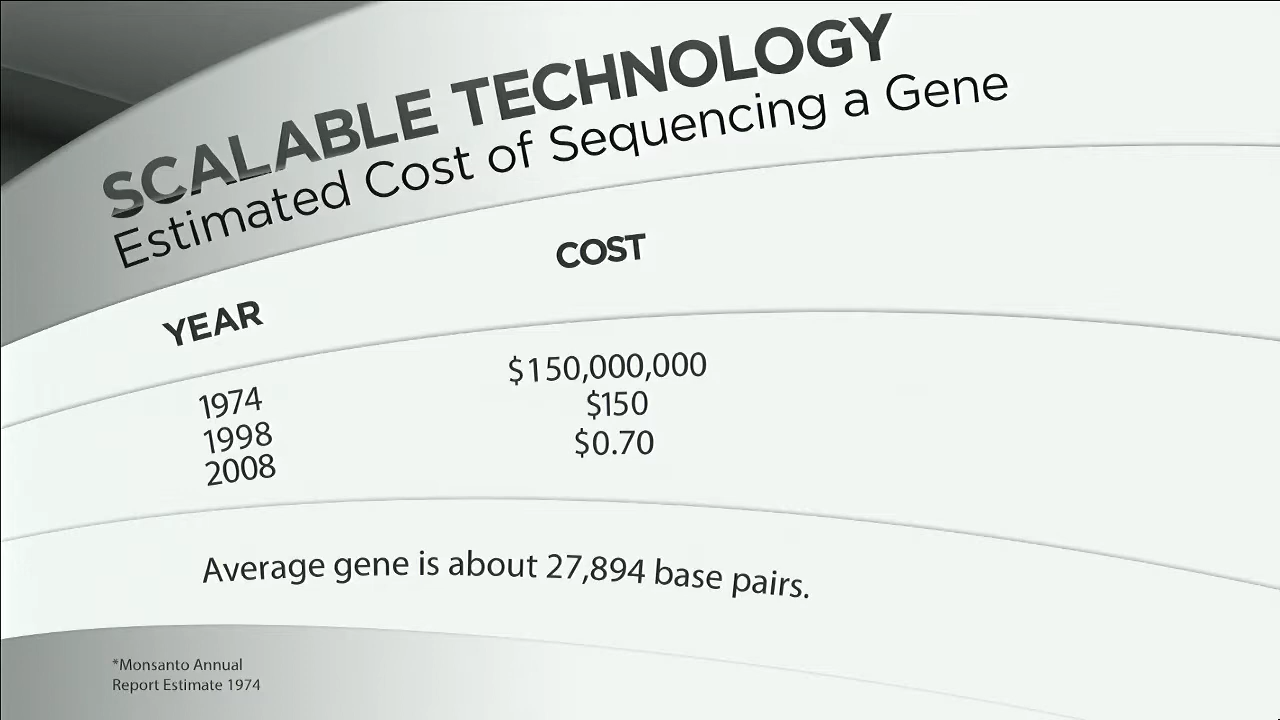 SCALABLE TECHNOLOGY
Estimated Cost of Sequencing a Gene
YEAR COST
1974 $150,000,000
1998 $150
2008 $0.70
Average gene is about 27,894 base pairs.
*Monsanto Annual
Report Estimate 1974